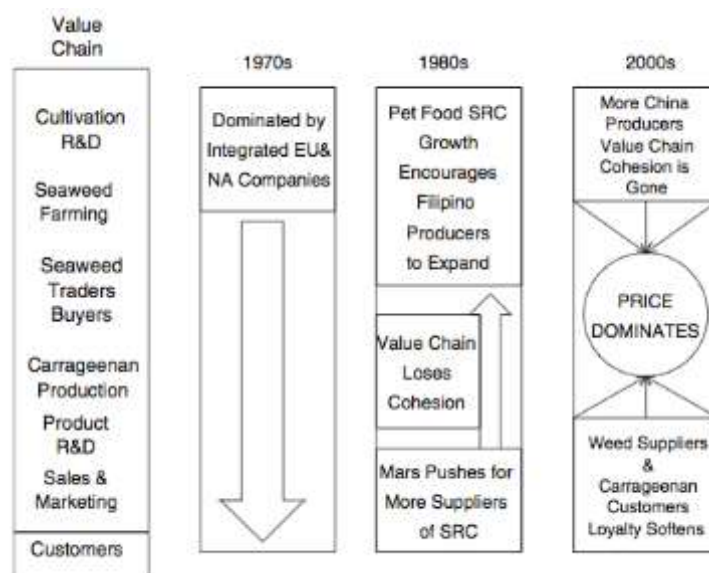 Value
Chain
Cultivation
R&D
Seaweed
Farming
Seaweed
Traders
Buyers
Carrageenan
Production
Product
R&D
Sales &
Marketing
Customers
1970s
Dominated by
Integrated EU&
NA Companies
1980s
Pet Food SRC
Growth
Encourages
Filipino
Producers
to Expand
Value Chain
Loses
Cohesion
Mars Pushes for
More Suppliers
of SRC
2000s
More China
Producers
Value Chain
Cohesion is
Gone
PRICE
DOMINATES
Weed Suppliers
&
Carrageenan
Customers
Loyalty Softens